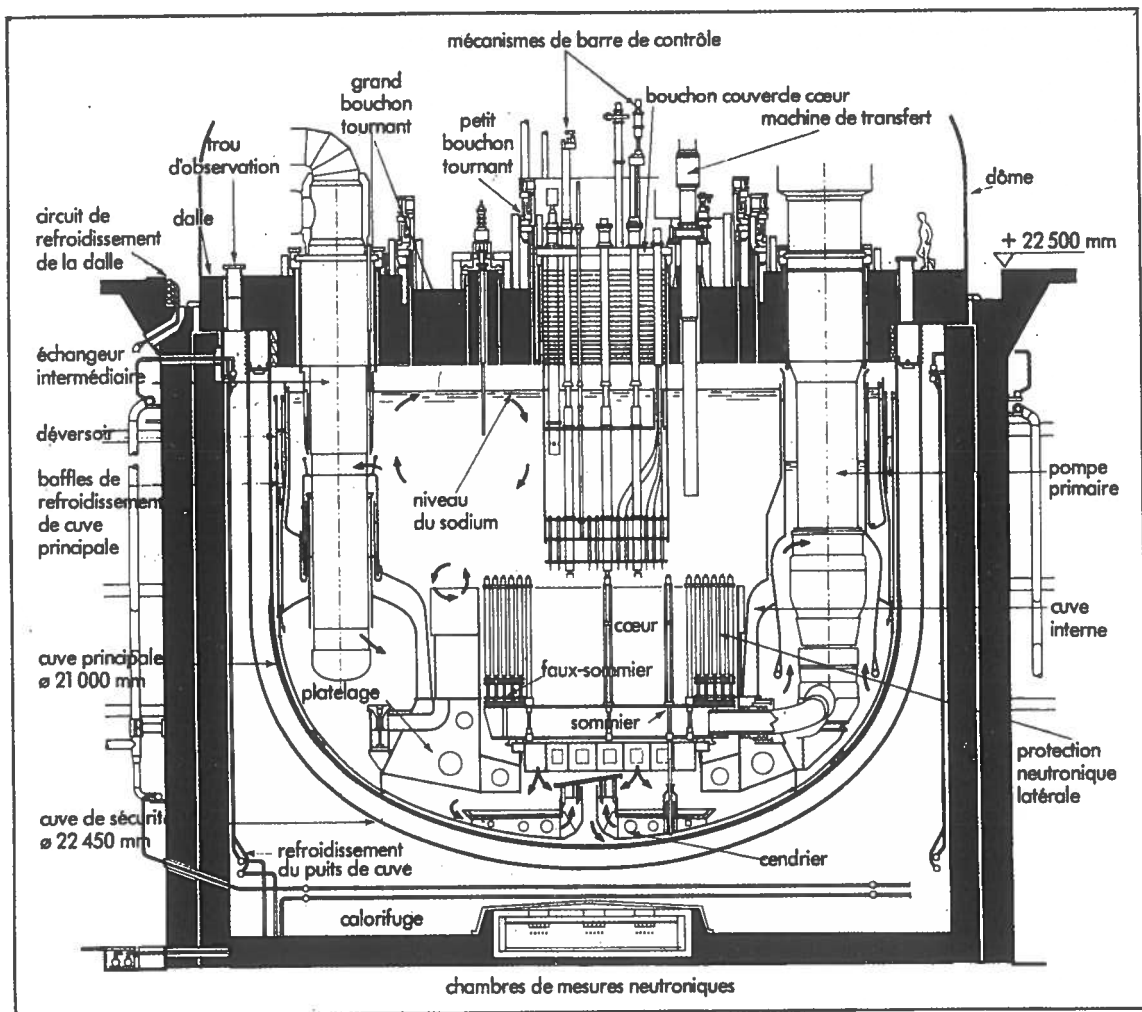 mécanismes de barre de contrôle
grand
bouchon
tournant
petit
bouchon
tournant
bouchon couverde cœur
machine de transfert
trou
d'observation
dôme
circuit de
refroidissement
de la dalle
dalle
+ 22 500 mm
échangeur
intermédiaire
déversoir
baffles de
refroidissement
de cuve
principale
niveau
du sodium
pompe
primaire
cœur
cuve
interne
cuve principale
ø 21 000 mm
faux-sommier
platelage
sommier
protection
neutronique
latérale
cuve de sécurit
ø 22 450 mm
refroidissement
du puits de cuve
cendrier
calorifuge
chambres de mesures neutroniques